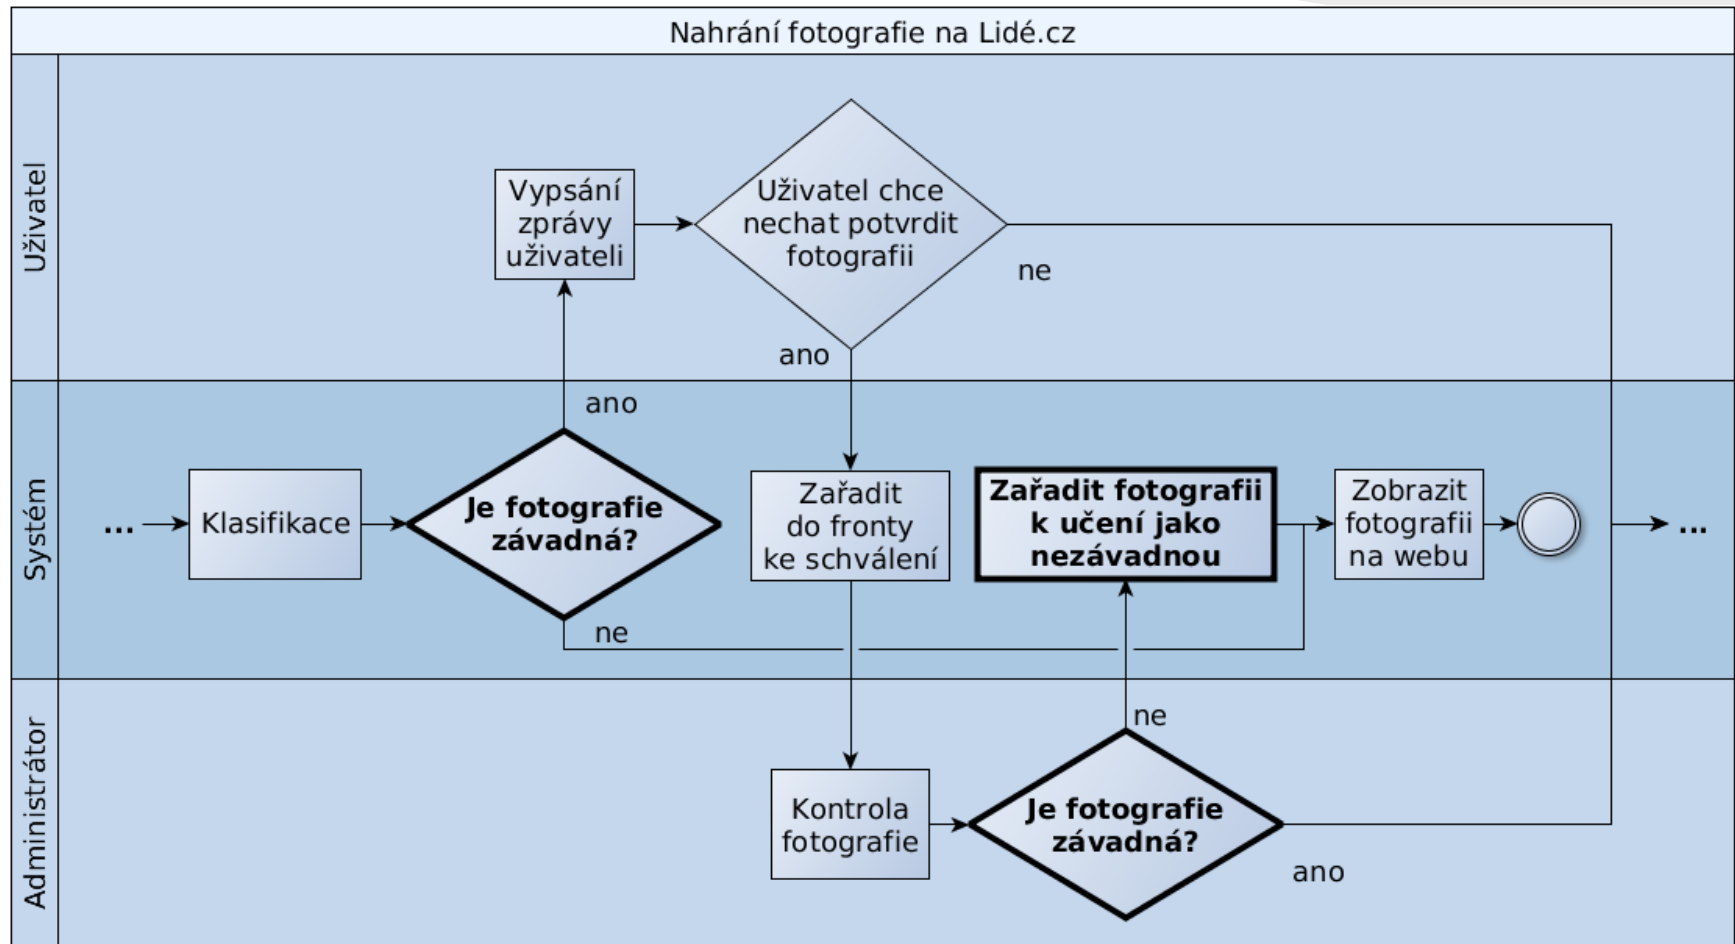 Nahrání fotografie na Lidé.cz
Uživatel
Vypsání
zprávy
uživateli
Uživatel chce
nechat potvrdit
fotografii
ne
ano
Systém
ano
...
Klasifikace
Je fotografie
závadná?
ne
Zařadit
do fronty
ke schválení
Zařadit fotografii
k učení jako
nezávadnou
Zobrazit
fotografii
na webu
...
Administrátor
Kontrola
fotografie
ne
Je fotografie
závadná?
ano